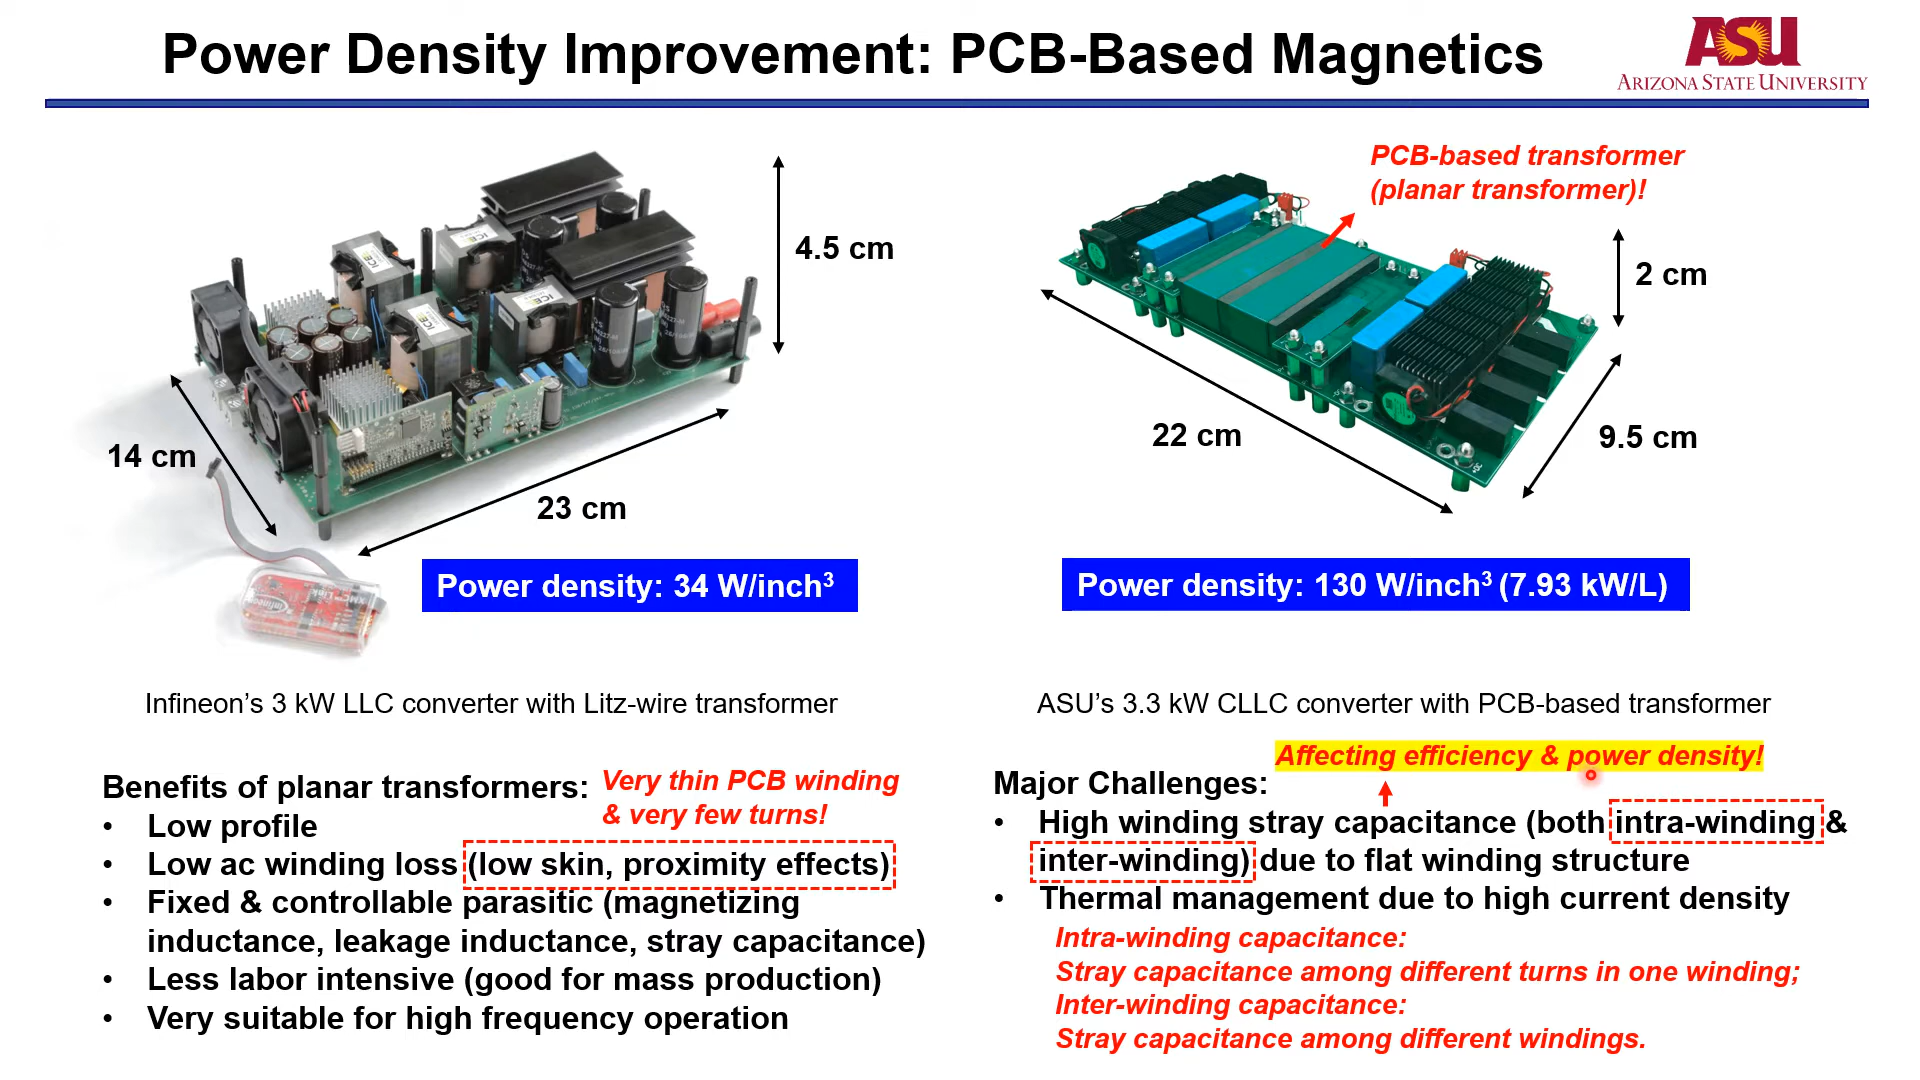 Power Density Improvement: PCB-Based Magnetics
ASU
ARIZONA STATE UNIVERSITY
4.5 cm
14 cm
23 cm
ICE
ICE
ICE
ICE
infineon
Link
Power density: 34 W/inch³
PCB-based transformer
(planar transformer)!
2 cm
22 cm
9.5 cm
Power density: 130 W/inch³ (7.93 kW/L)
Infineon’s 3 kW LLC converter with Litz-wire transformer
ASU’s 3.3 kW CLLC converter with PCB-based transformer
Benefits of planar transformers:
Very thin PCB winding
& very few turns!
• Low profile
• Low ac winding loss (low skin, proximity effects)
• Fixed & controllable parasitic (magnetizing
inductance, leakage inductance, stray capacitance)
• Less labor intensive (good for mass production)
• Very suitable for high frequency operation
Affecting efficiency & power density!
Major Challenges:
• High winding stray capacitance (both intra-winding &
inter-winding) due to flat winding structure
• Thermal management due to high current density
Intra-winding capacitance:
Stray capacitance among different turns in one winding;
Inter-winding capacitance:
Stray capacitance among different windings.